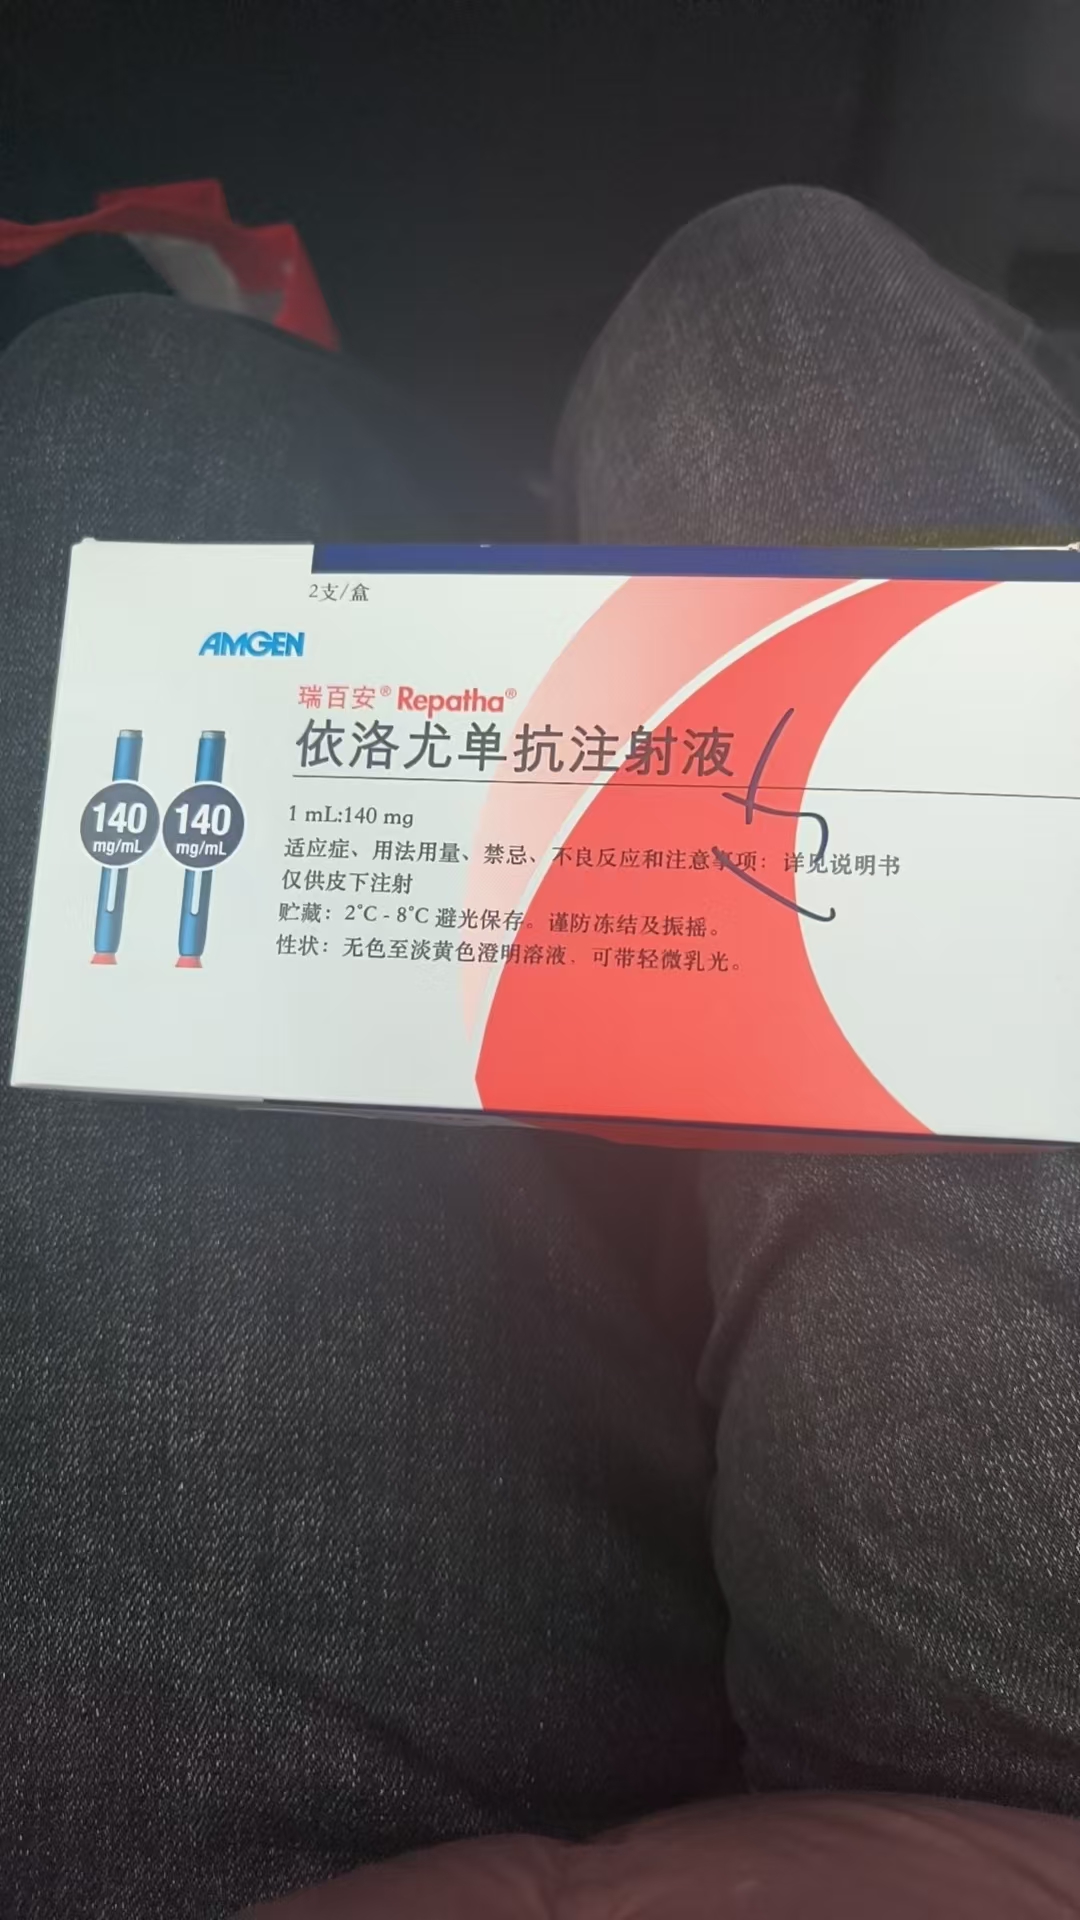 2支/盒
AMGEN
瑞百安® Repatha®
依洛尤单抗注射液
140 mg/mL
140 mg/mL
1 mL:140 mg
适应症、用法用量、禁忌、不良反应和注意事项：详见说明书
仅供皮下注射
贮藏：2°C - 8°C 避光保存。谨防冻结及振摇。
性状：无色至淡黄色澄明溶液，可带轻微乳光。